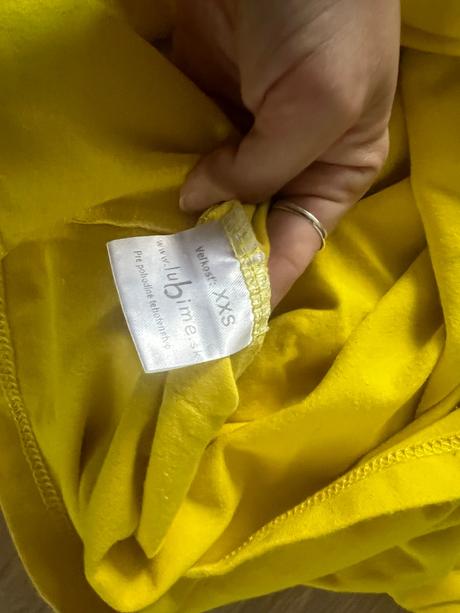 Veľkosť: XXS
www.lubime.sk
Pre pohodlné tehotenstvo